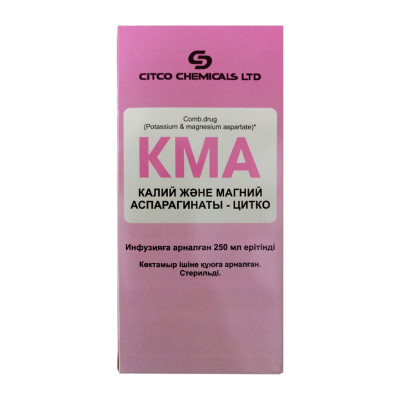 CITCO CHEMICALS LTD
Comb.drug
(Potassium & magnesium aspartate)*
KMA
КАЛИЙ ЖӘНЕ МАГНИЙ
АСПАРАГИНАТЫ - ЦИТКО
Инфузияға арналған 250 мл ерітінді
Көктамыр ішіне құюға арналған.
Стерильді.